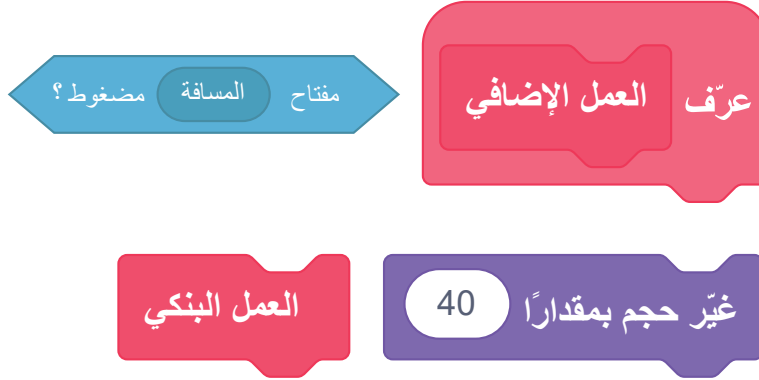 عرّف العمل الإضافي
مفتاح المسافة مضغوط؟
غيّر حجم بمقدارًا 40
العمل البنكي